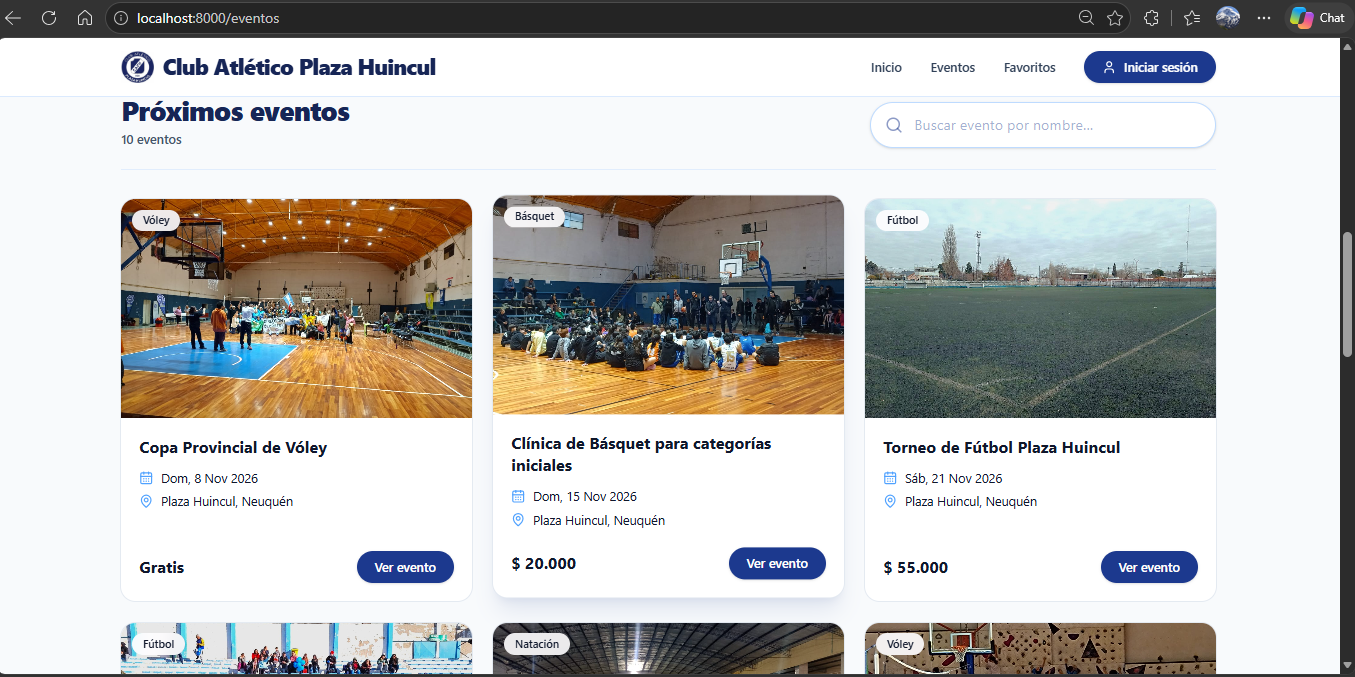 localhost:8000/eventos
Chat
Club Atlético Plaza Huincul
Inicio
Eventos
Favoritos
Iniciar sesión
Próximos eventos
10 eventos
Buscar evento por nombre...
Vóley
Copa Provincial de Vóley
Dom, 8 Nov 2026
Plaza Huincul, Neuquén
Gratis
Ver evento
Básquet
Clínica de Básquet para categorías
iniciales
Dom, 15 Nov 2026
Plaza Huincul, Neuquén
$ 20.000
Ver evento
Fútbol
Torneo de Fútbol Plaza Huincul
Sáb, 21 Nov 2026
Plaza Huincul, Neuquén
$ 55.000
Ver evento
Fútbol
Natación
Vóley